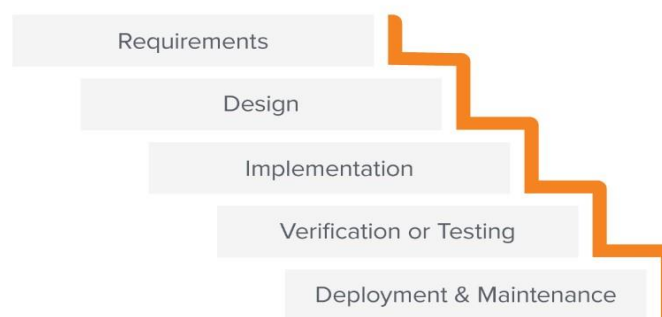 Requirements
Design
Implementation
Verification or Testing
Deployment & Maintenance